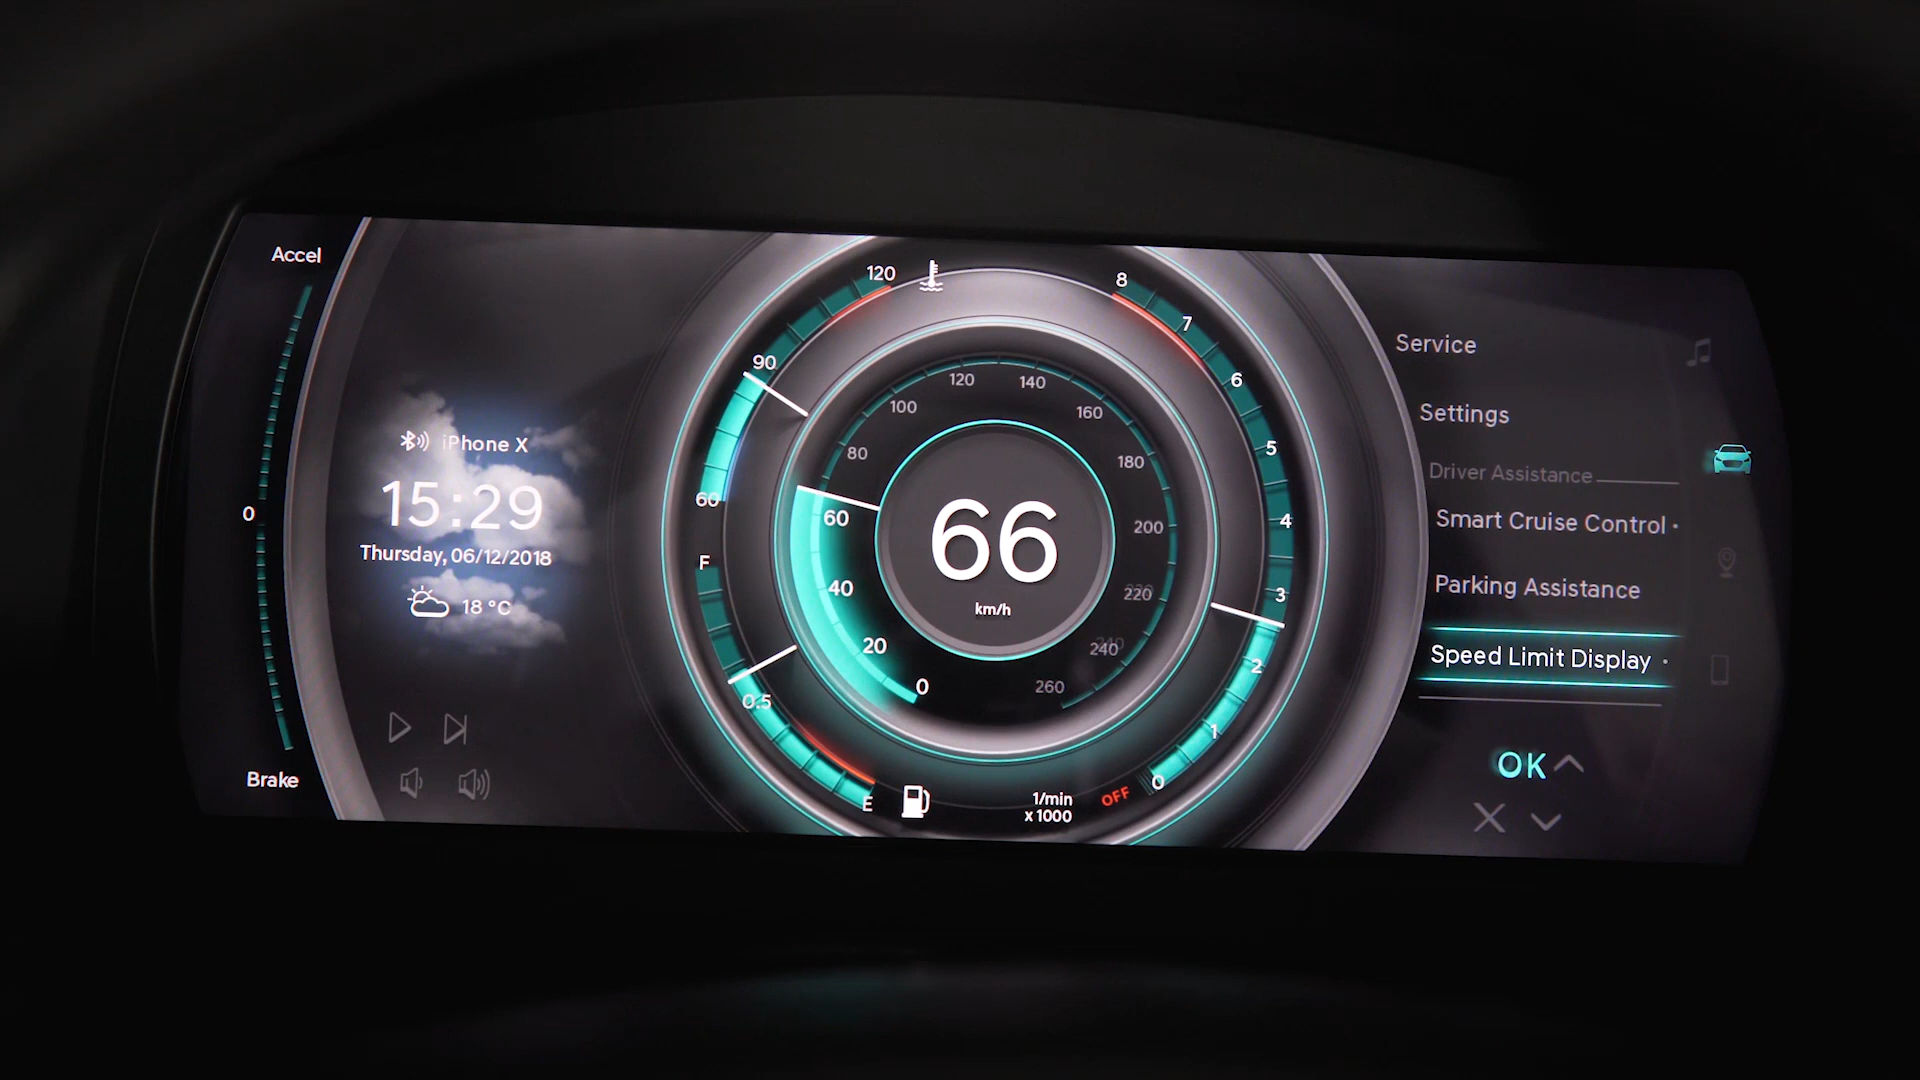 Accel
0
Brake
iPhone X
15:29
Thursday, 06/12/2018
18 °C
120
90
60
F
0.5
E
8
7
6
5
4
3
2
1
0
OFF
1/min
x 1000
0
20
40
60
80
100
120
140
160
180
200
220
240
260
66
km/h
Service
Settings
Driver Assistance
Smart Cruise Control
Parking Assistance
Speed Limit Display
OK